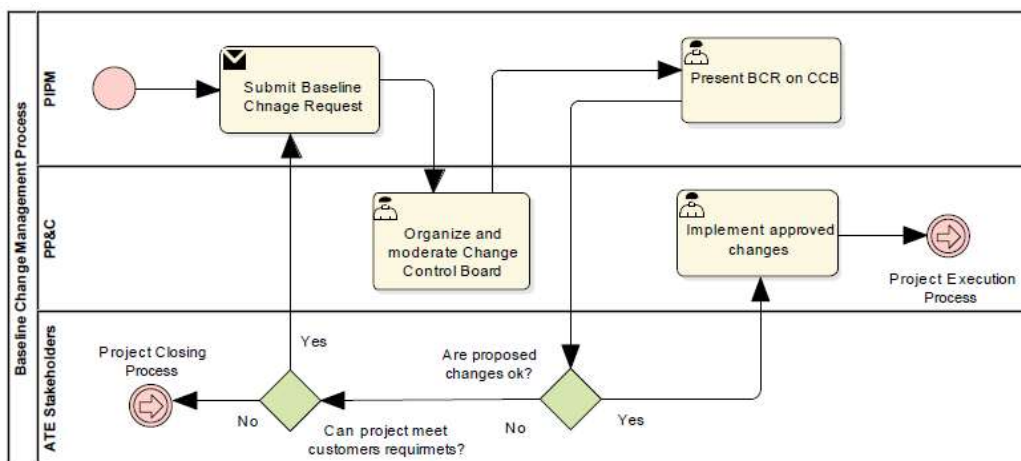 Baseline Change Management Process
PIPM
Submit Baseline
Chnage Request
Present BCR on CCB
PP&C
Organize and
moderate Change
Control Board
Implement approved
changes
Project Execution
Process
ATE Stakeholders
Project Closing
Process
Yes
No
Can project meet
customers requirmets?
Are proposed
changes ok?
No
Yes